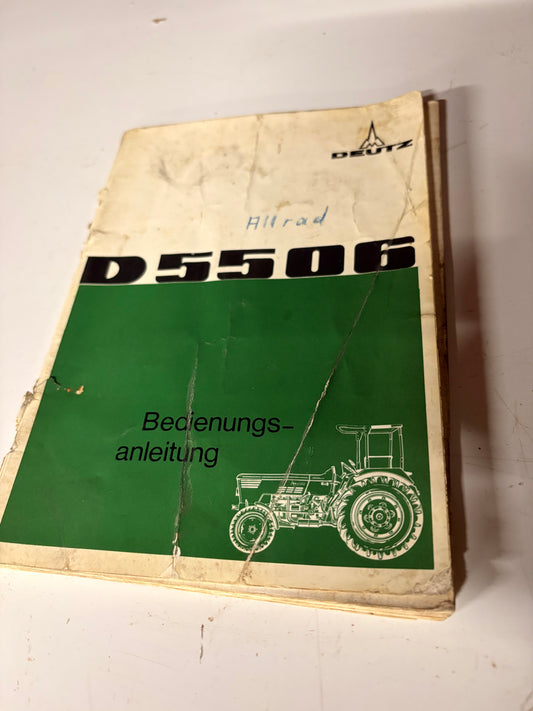 DEUTZ
Allrad
D5506
Bedienungs-
anleitung